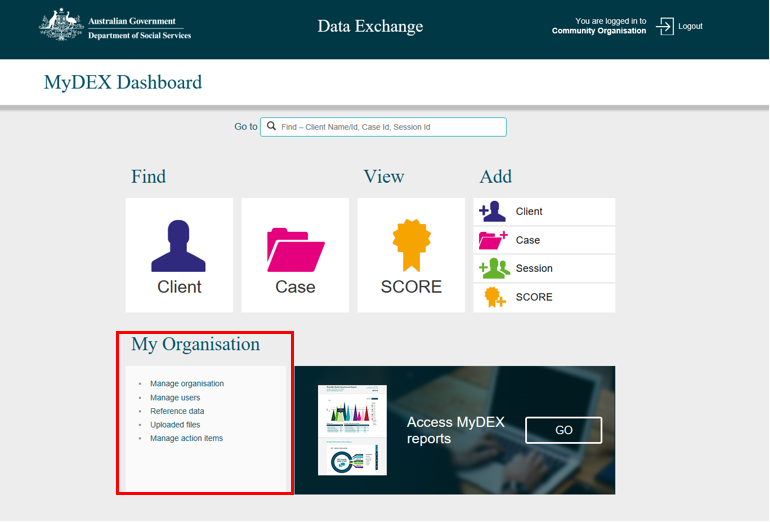 Australian Government
Department of Social Services
Data Exchange
You are logged in to
Community Organisation
Logout
MyDEX Dashboard
Go to
Find – Client Name/Id, Case Id, Session Id
Find
View
Add
Client
Case
SCORE
Client
Case
Session
SCORE
My Organisation
Manage organisation
Manage users
Reference data
Uploaded files
Manage action items
Access MyDEX
reports
GO